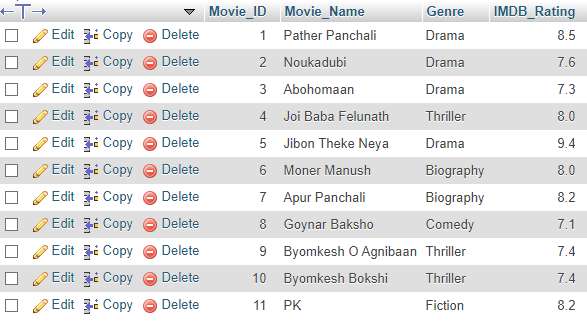 Movie_ID Movie_Name Genre IMDB_Rating
Edit Copy Delete 1 Pather Panchali Drama 8.5
Edit Copy Delete 2 Noukadubi Drama 7.6
Edit Copy Delete 3 Abohomaan Drama 7.3
Edit Copy Delete 4 Joi Baba Felunath Thriller 8.0
Edit Copy Delete 5 Jibon Theke Neya Drama 9.4
Edit Copy Delete 6 Moner Manush Biography 8.0
Edit Copy Delete 7 Apur Panchali Biography 8.2
Edit Copy Delete 8 Goynar Baksho Comedy 7.1
Edit Copy Delete 9 Byomkesh O Agnibaan Thriller 7.4
Edit Copy Delete 10 Byomkesh Bokshi Thriller 7.4
Edit Copy Delete 11 PK Fiction 8.2